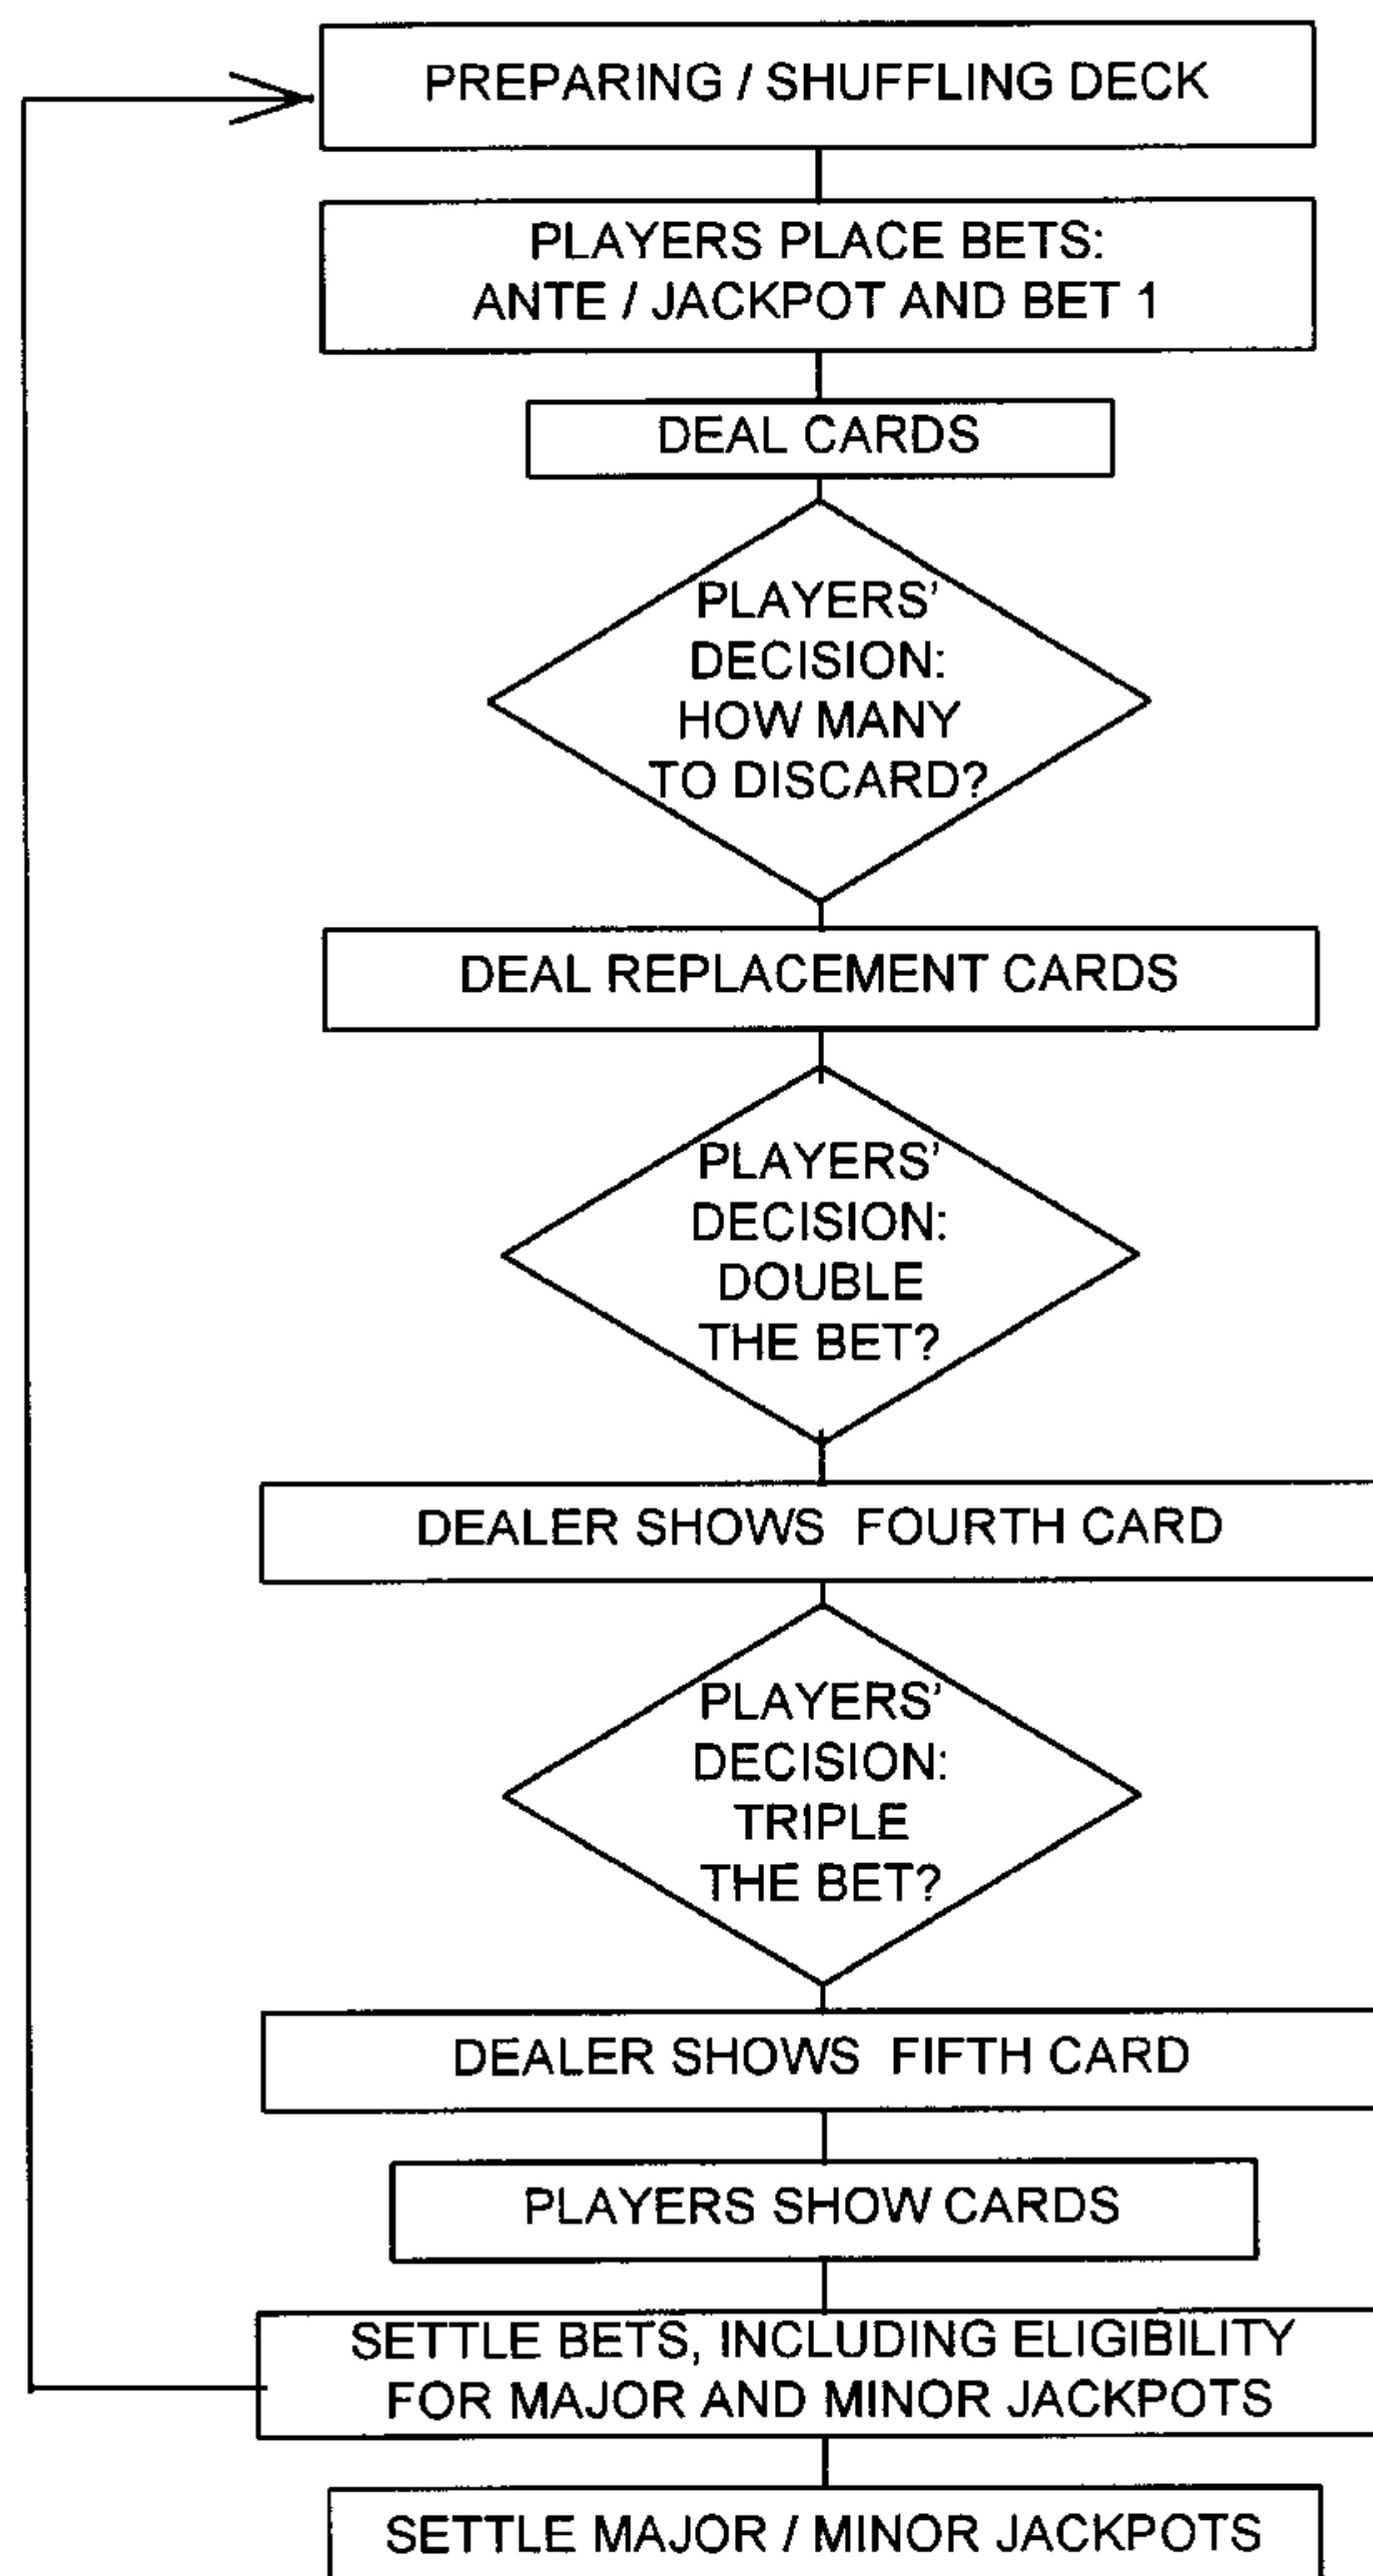 PREPARING / SHUFFLING DECK
PLAYERS PLACE BETS:
ANTE / JACKPOT AND BET 1
DEAL CARDS
PLAYERS'
DECISION:
HOW MANY
TO DISCARD?
DEAL REPLACEMENT CARDS
PLAYERS'
DECISION:
DOUBLE
THE BET?
DEALER SHOWS FOURTH CARD
PLAYERS'
DECISION:
TRIPLE
THE BET?
DEALER SHOWS FIFTH CARD
PLAYERS SHOW CARDS
SETTLE BETS, INCLUDING ELIGIBILITY
FOR MAJOR AND MINOR JACKPOTS
SETTLE MAJOR / MINOR JACKPOTS